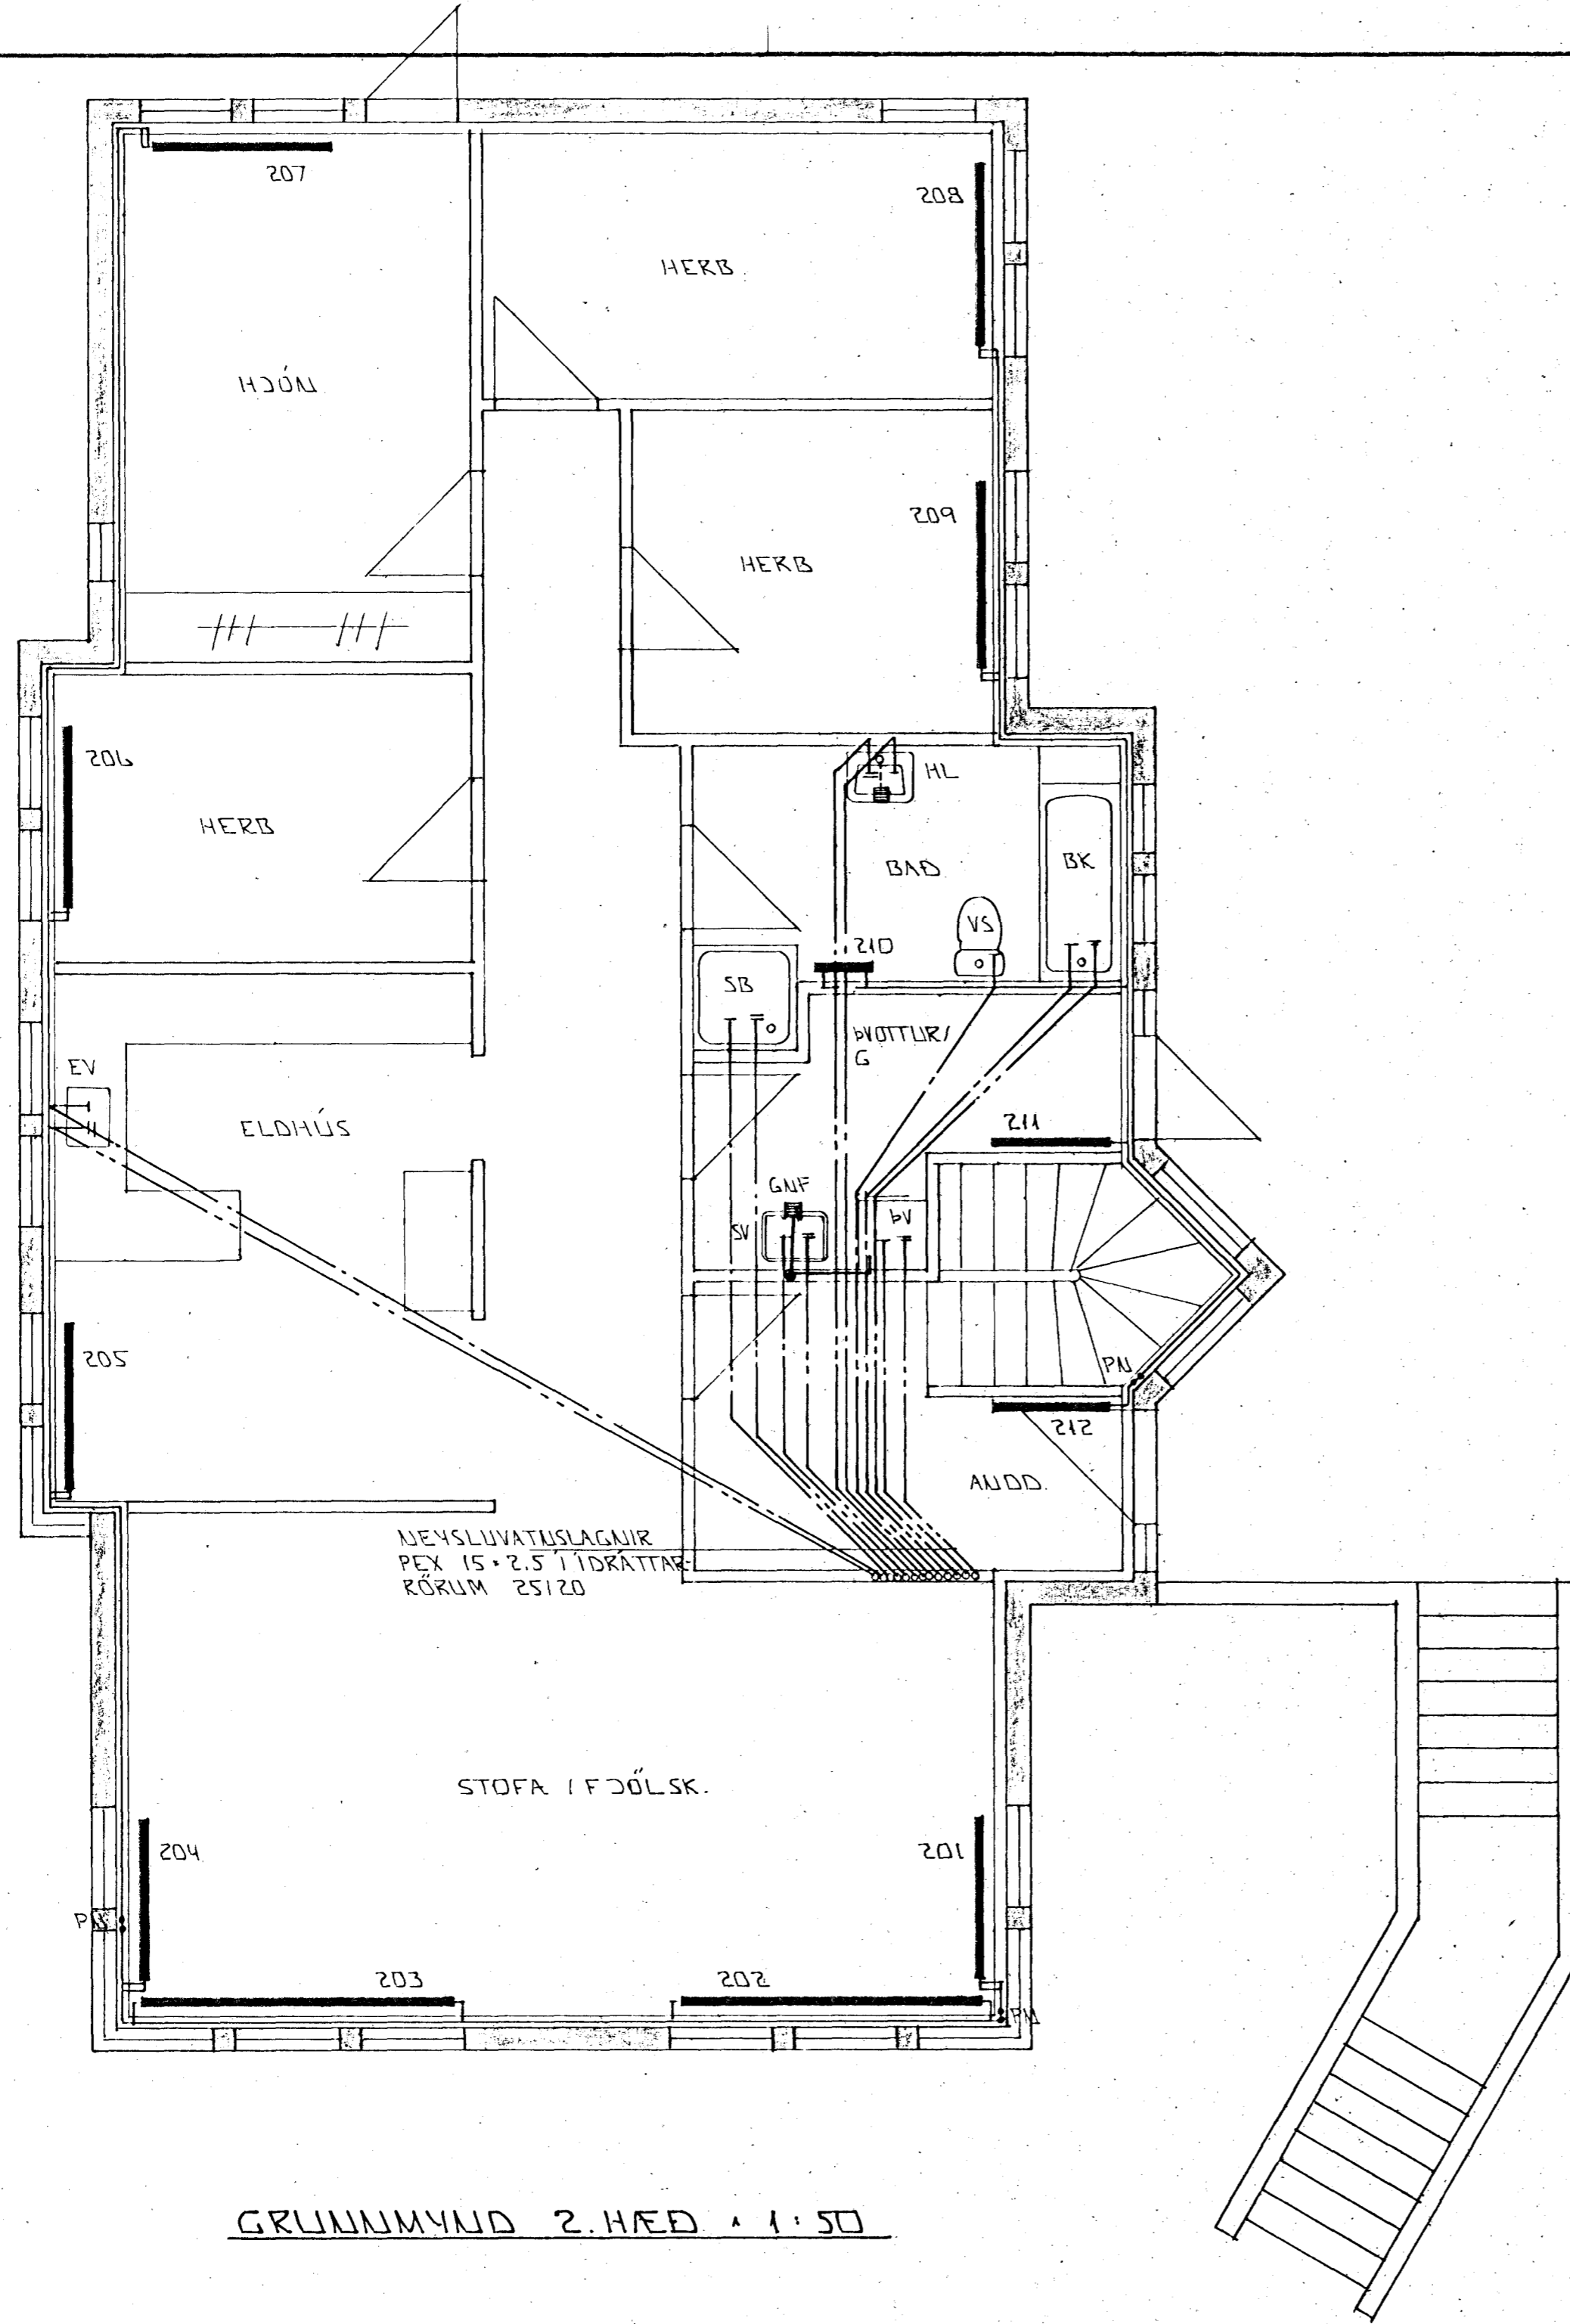 207
208
HERB.
HJÓN
209
HERB
206
HL
HERB
BAÐ
BK
VS
210
SB
ÞVOTTUR/
G
EV
ELDHÚS
211
GNF
SV
ÞV
205
PN
212
ANDD.
NEYSLUVATNSLAGNIR
PEX 15*2.5 Í ÍDRÁTTAR-
RÖRUM 25/20
STOFA / FJÖLSK.
204
201
PN
203
202
PN
GRUNNMYND 2.HÆÐ • 1:50